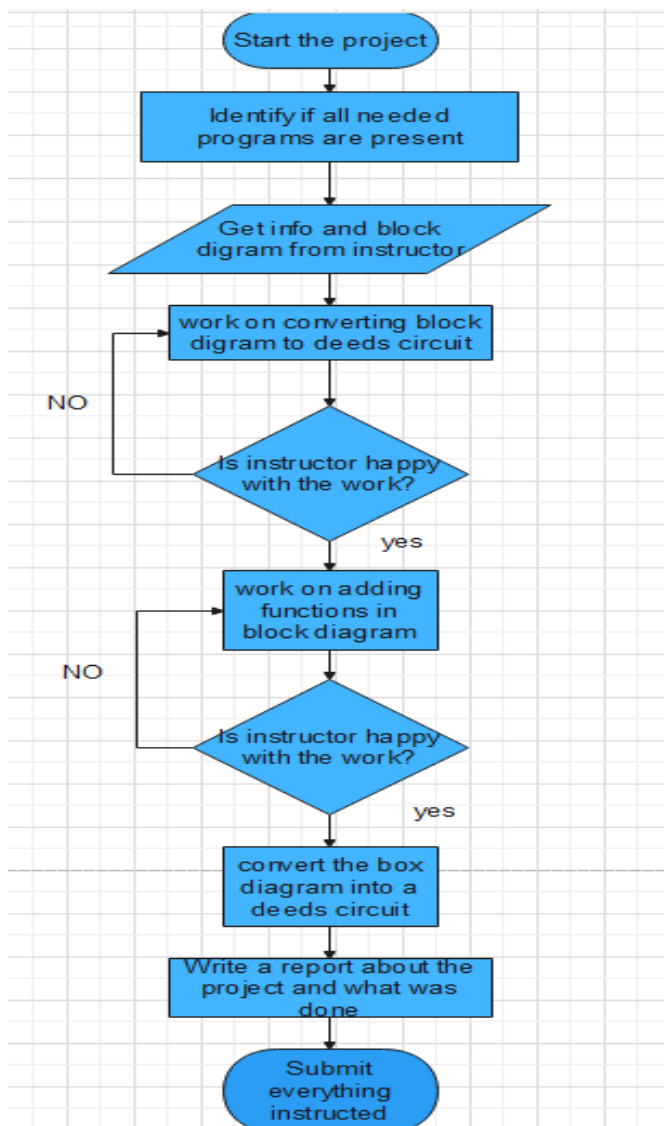 Start the project
Identify if all needed
programs are present
Get info and block
digram from instructor
work on converting block
digram to deeds circuit
NO
Is instructor happy
with the work?
yes
work on adding
functions in
block diagram
NO
Is instructor happy
with the work?
yes
convert the box
diagram into a
deeds circuit
Write a report about the
project and what was
done
Submit
everything
instructed